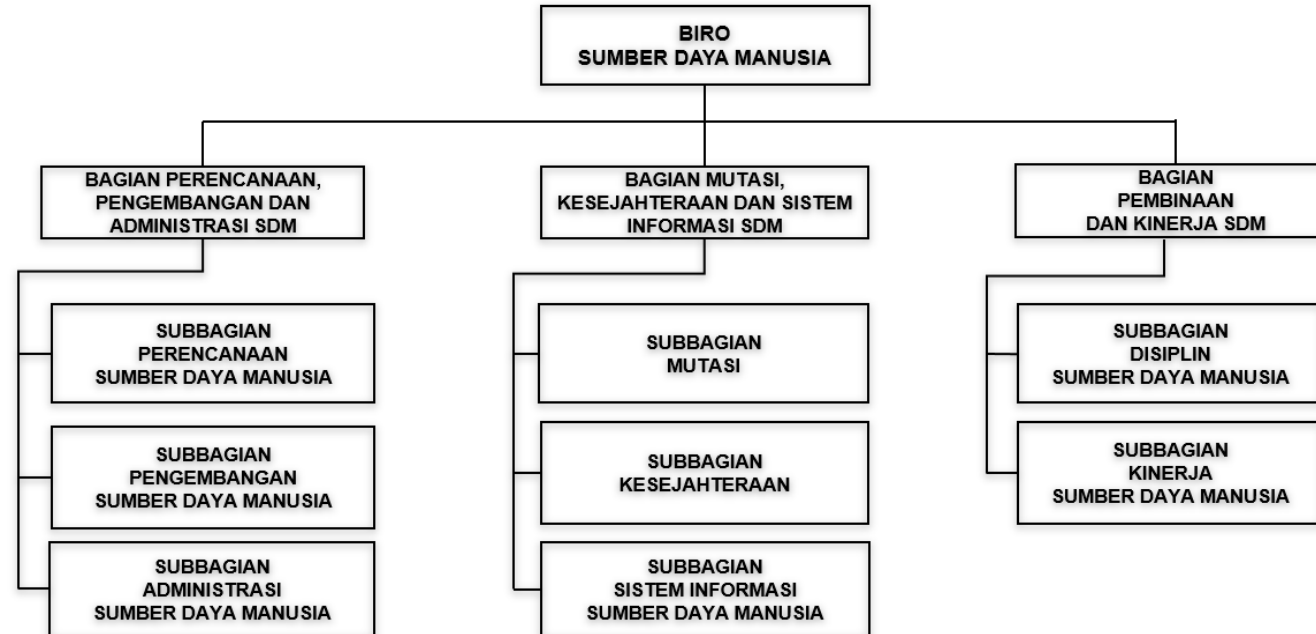 BIRO
SUMBER DAYA MANUSIA
BAGIAN PERENCANAAN,
PENGEMBANGAN DAN
ADMINISTRASI SDM
BAGIAN MUTASI,
KESEJAHTERAAN DAN SISTEM
INFORMASI SDM
BAGIAN
PEMBINAAN
DAN KINERJA SDM
SUBBAGIAN
PERENCANAAN
SUMBER DAYA MANUSIA
SUBBAGIAN
MUTASI
SUBBAGIAN
DISIPLIN
SUMBER DAYA MANUSIA
SUBBAGIAN
PENGEMBANGAN
SUMBER DAYA MANUSIA
SUBBAGIAN
KESEJAHTERAAN
SUBBAGIAN
KINERJA
SUMBER DAYA MANUSIA
SUBBAGIAN
ADMINISTRASI
SUMBER DAYA MANUSIA
SUBBAGIAN
SISTEM INFORMASI
SUMBER DAYA MANUSIA